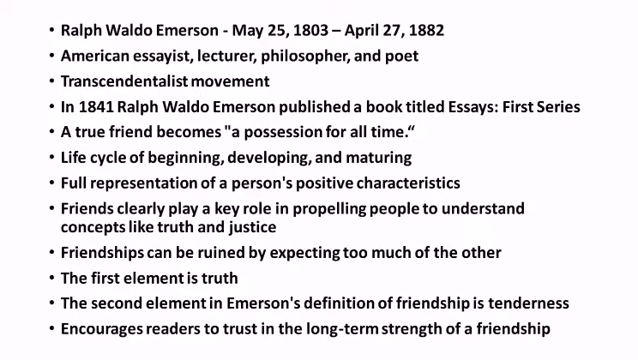 • Ralph Waldo Emerson - May 25, 1803 – April 27, 1882
• American essayist, lecturer, philosopher, and poet
• Transcendentalist movement
• In 1841 Ralph Waldo Emerson published a book titled Essays: First Series
• A true friend becomes "a possession for all time.“
• Life cycle of beginning, developing, and maturing
• Full representation of a person's positive characteristics
• Friends clearly play a key role in propelling people to understand
concepts like truth and justice
• Friendships can be ruined by expecting too much of the other
• The first element is truth
• The second element in Emerson's definition of friendship is tenderness
• Encourages readers to trust in the long-term strength of a friendship